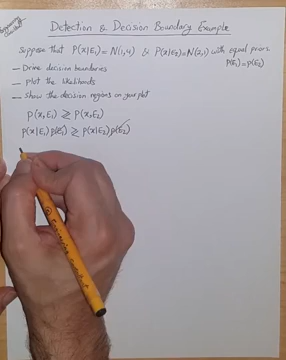 Detection & Decision Boundary Example
Suppose that P(X|E1)=N(1,4) & P(X|E2)=N(2,1) with equal priors
P(E1)=P(E2)
— Drive decision boundaries
— Plot the likelihoods
— Show the decision regions on your plot
P(X,E1) ≷ P(X,E2)
P(X|E1)P(E1) ≷ P(X|E2)P(E2)